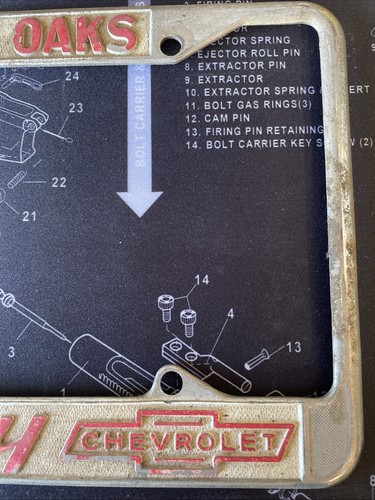 OAKS
EJECTOR SPRING
EJECTOR ROLL PIN
8. EXTRACTOR PIN
9. EXTRACTOR
10. EXTRACTOR SPRING &
11. BOLT GAS RINGS(3)
12. CAM PIN
13. FIRING PIN RETAINING
14. BOLT CARRIER KEY (2)
BOLT CARRIER
24
23
22
21
14
4
13
3
1
CHEVROLET